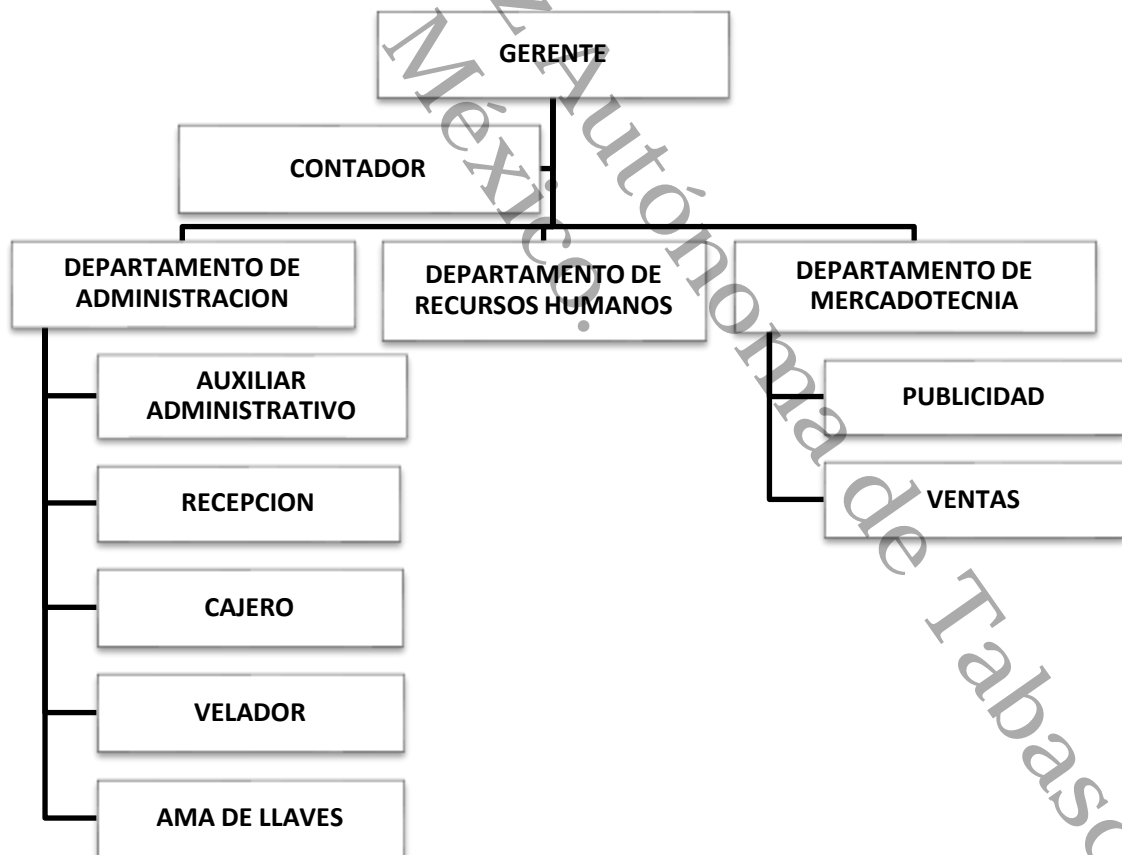 GERENTE
CONTADOR
DEPARTAMENTO DE
ADMINISTRACION
DEPARTAMENTO DE
RECURSOS HUMANOS
DEPARTAMENTO DE
MERCADOTECNIA
AUXILIAR
ADMINISTRATIVO
RECEPCION
CAJERO
VELADOR
AMA DE LLAVES
PUBLICIDAD
VENTAS
Autónoma de
México.